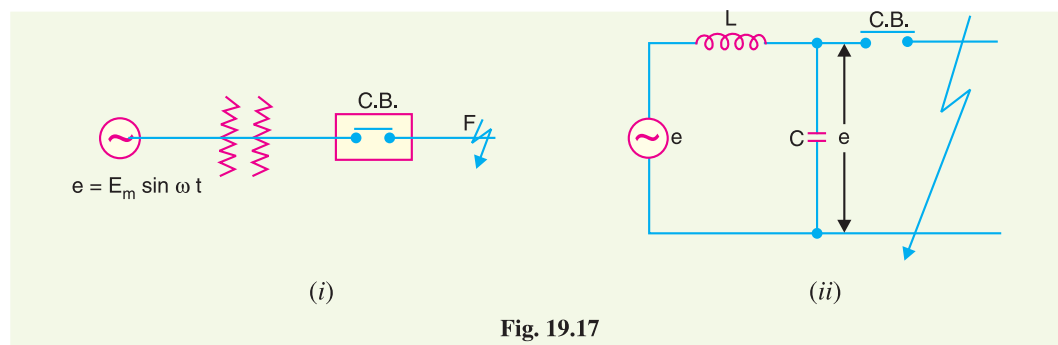 C.B.
F
e = Em sin ω t
(i)
L
C.B.
e
C
e
(ii)
Fig. 19.17